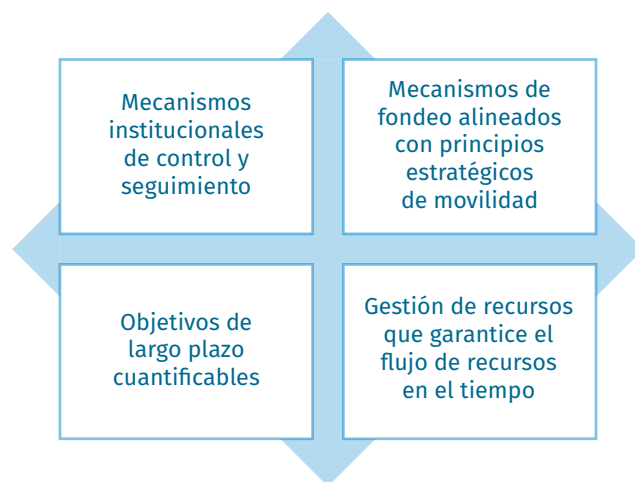 Mecanismos
institucionales
de control y
seguimiento
Mecanismos de
fondeo alineados
con principios
estratégicos
de movilidad
Objetivos de
largo plazo
cuantificables
Gestión de recursos
que garantice el
flujo de recursos
en el tiempo